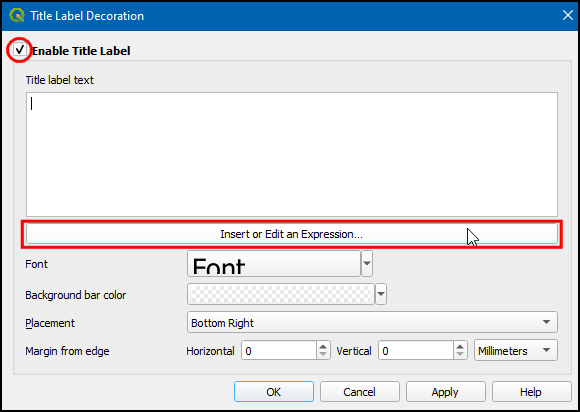 Title Label Decoration
Enable Title Label
Title label text
Insert or Edit an Expression...
Font Font
Background bar color
Placement Bottom Right
Margin from edge Horizontal 0 Vertical 0 Millimeters
OK Cancel Apply Help